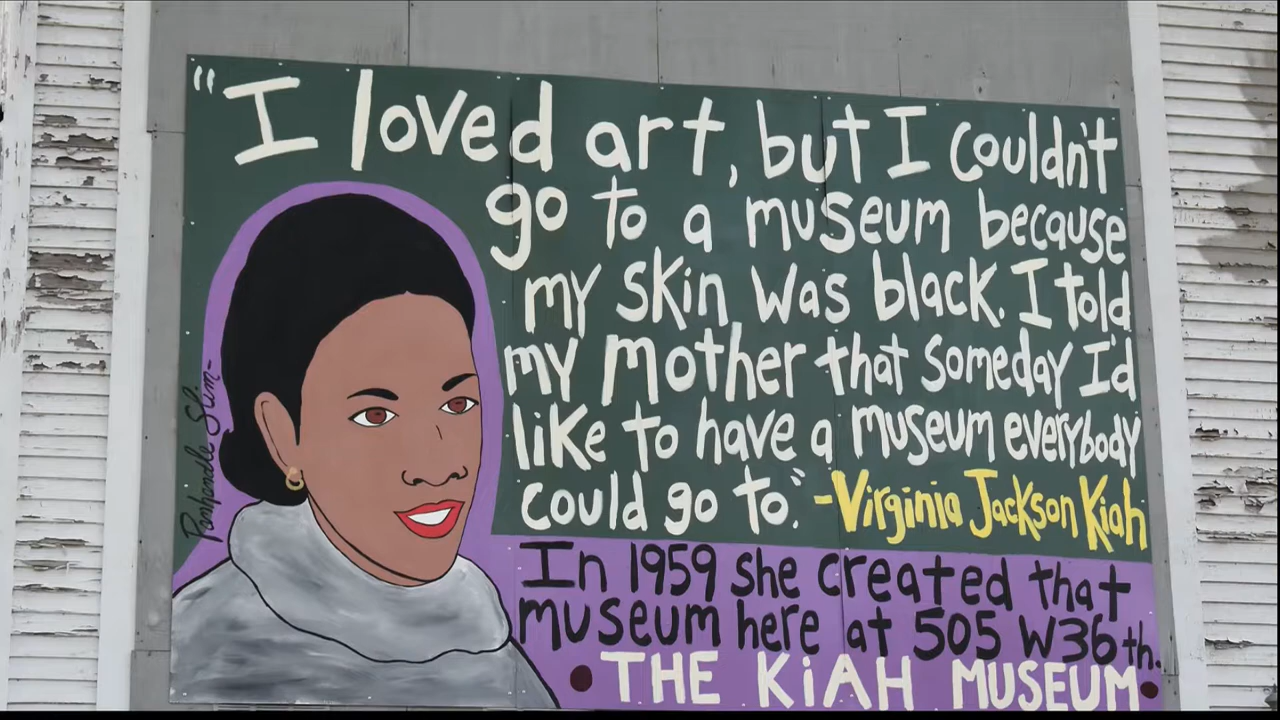 "I loved art, but I couldn't
go to a museum because
my skin was black. I told
my mother that someday I'd
like to have a museum everybody
could go to." -Virginia Jackson Kiah
In 1959 she created that
museum here at 505 W36th.
• THE KiAH MUSEUM •
Panhandle Slim-